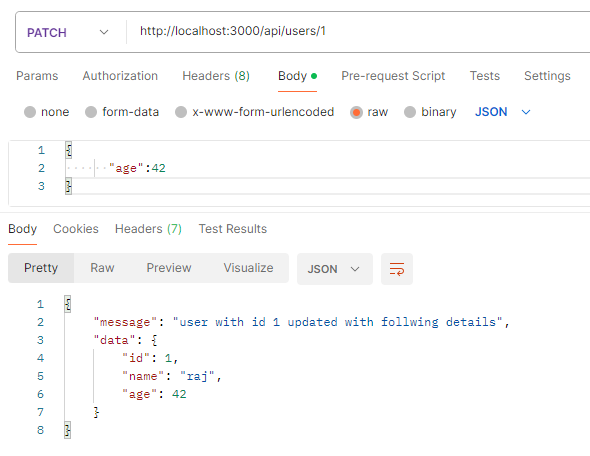 PATCH http://localhost:3000/api/users/1
Params Authorization Headers (8) Body Pre-request Script Tests Settings
none form-data x-www-form-urlencoded raw binary JSON
1 {
2 "age":42
3 }
Body Cookies Headers (7) Test Results
Pretty Raw Preview Visualize JSON
1 {
2 "message": "user with id 1 updated with follwing details",
3 "data": {
4 "id": 1,
5 "name": "raj",
6 "age": 42
7 }
8 }